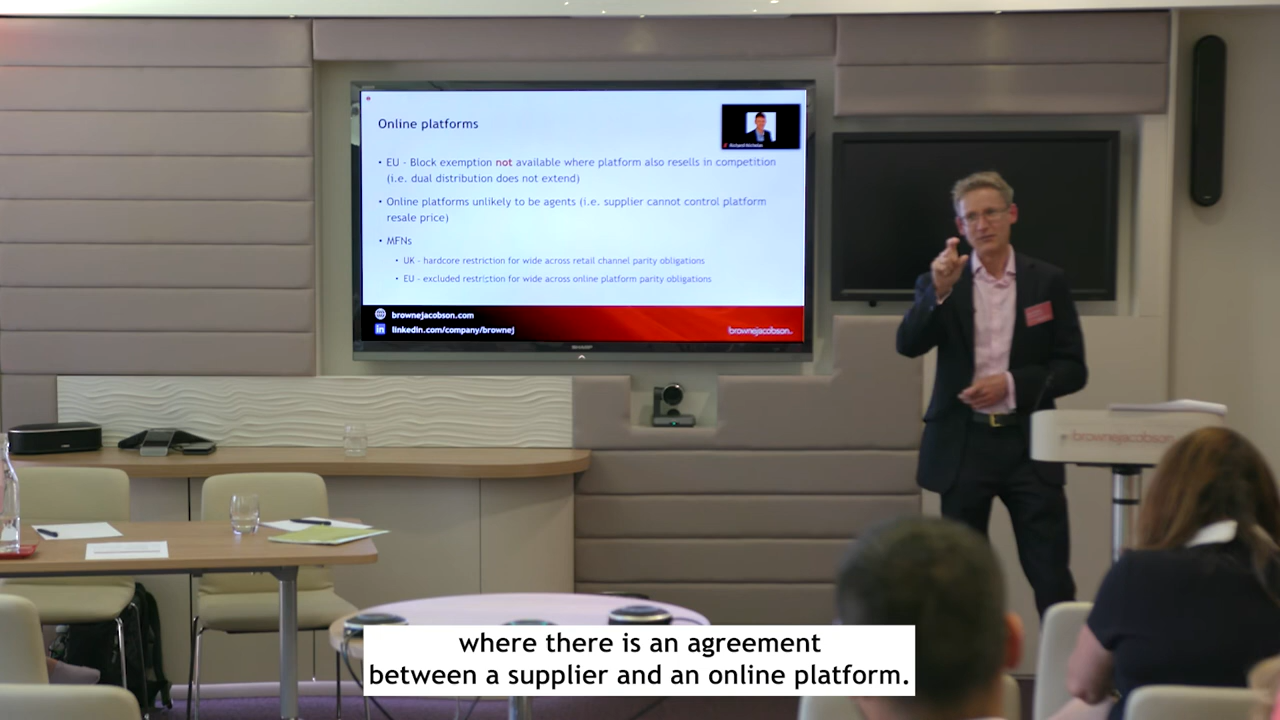 Online platforms
• EU - Block exemption not available where platform also resells in competition
(i.e. dual distribution does not extend)
• Online platforms unlikely to be agents (i.e. supplier cannot control platform
resale price)
• MFNs
• UK - hardcore restriction for wide across retail channel parity obligations
• EU - excluded restriction for wide across online platform parity obligations
brownejacobson.com
in linkedin.com/company/brownej
brownejacobson
SHARP
brownejacobson
where there is an agreement
between a supplier and an online platform.